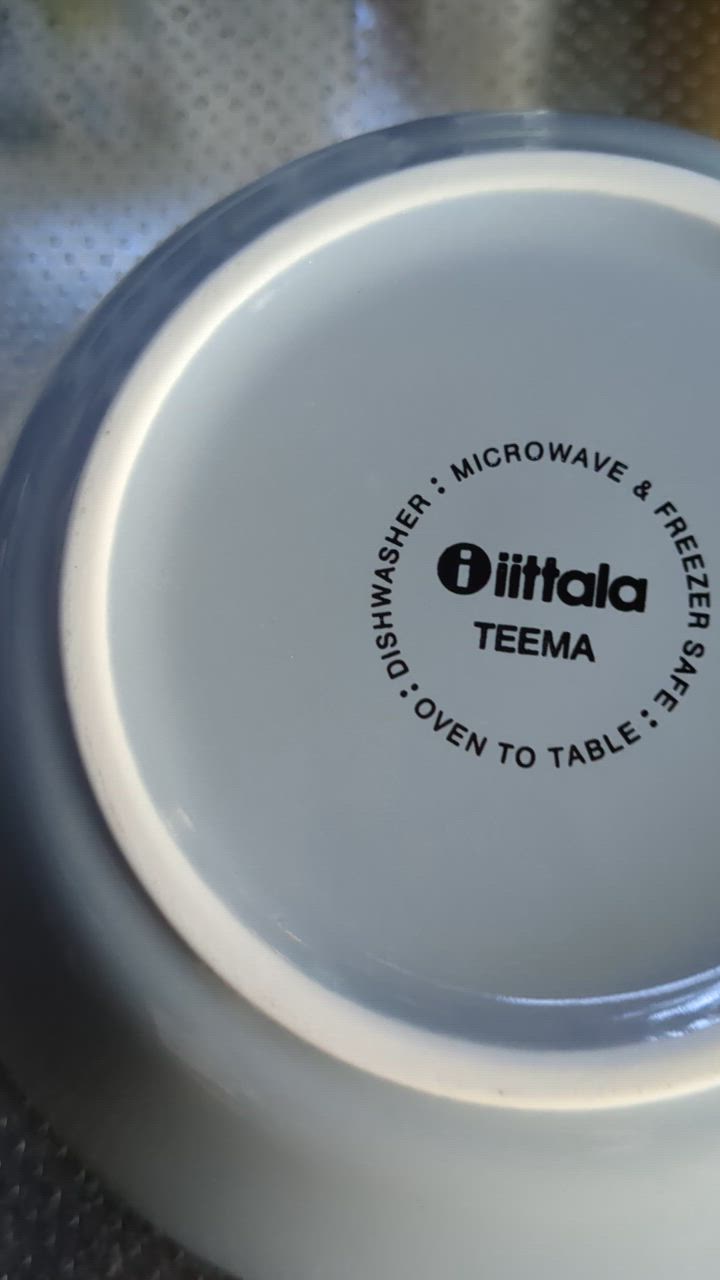 DISHWASHER : MICROWAVE & FREEZER SAFE : OVEN TO TABLE :
i iittala
TEEMA